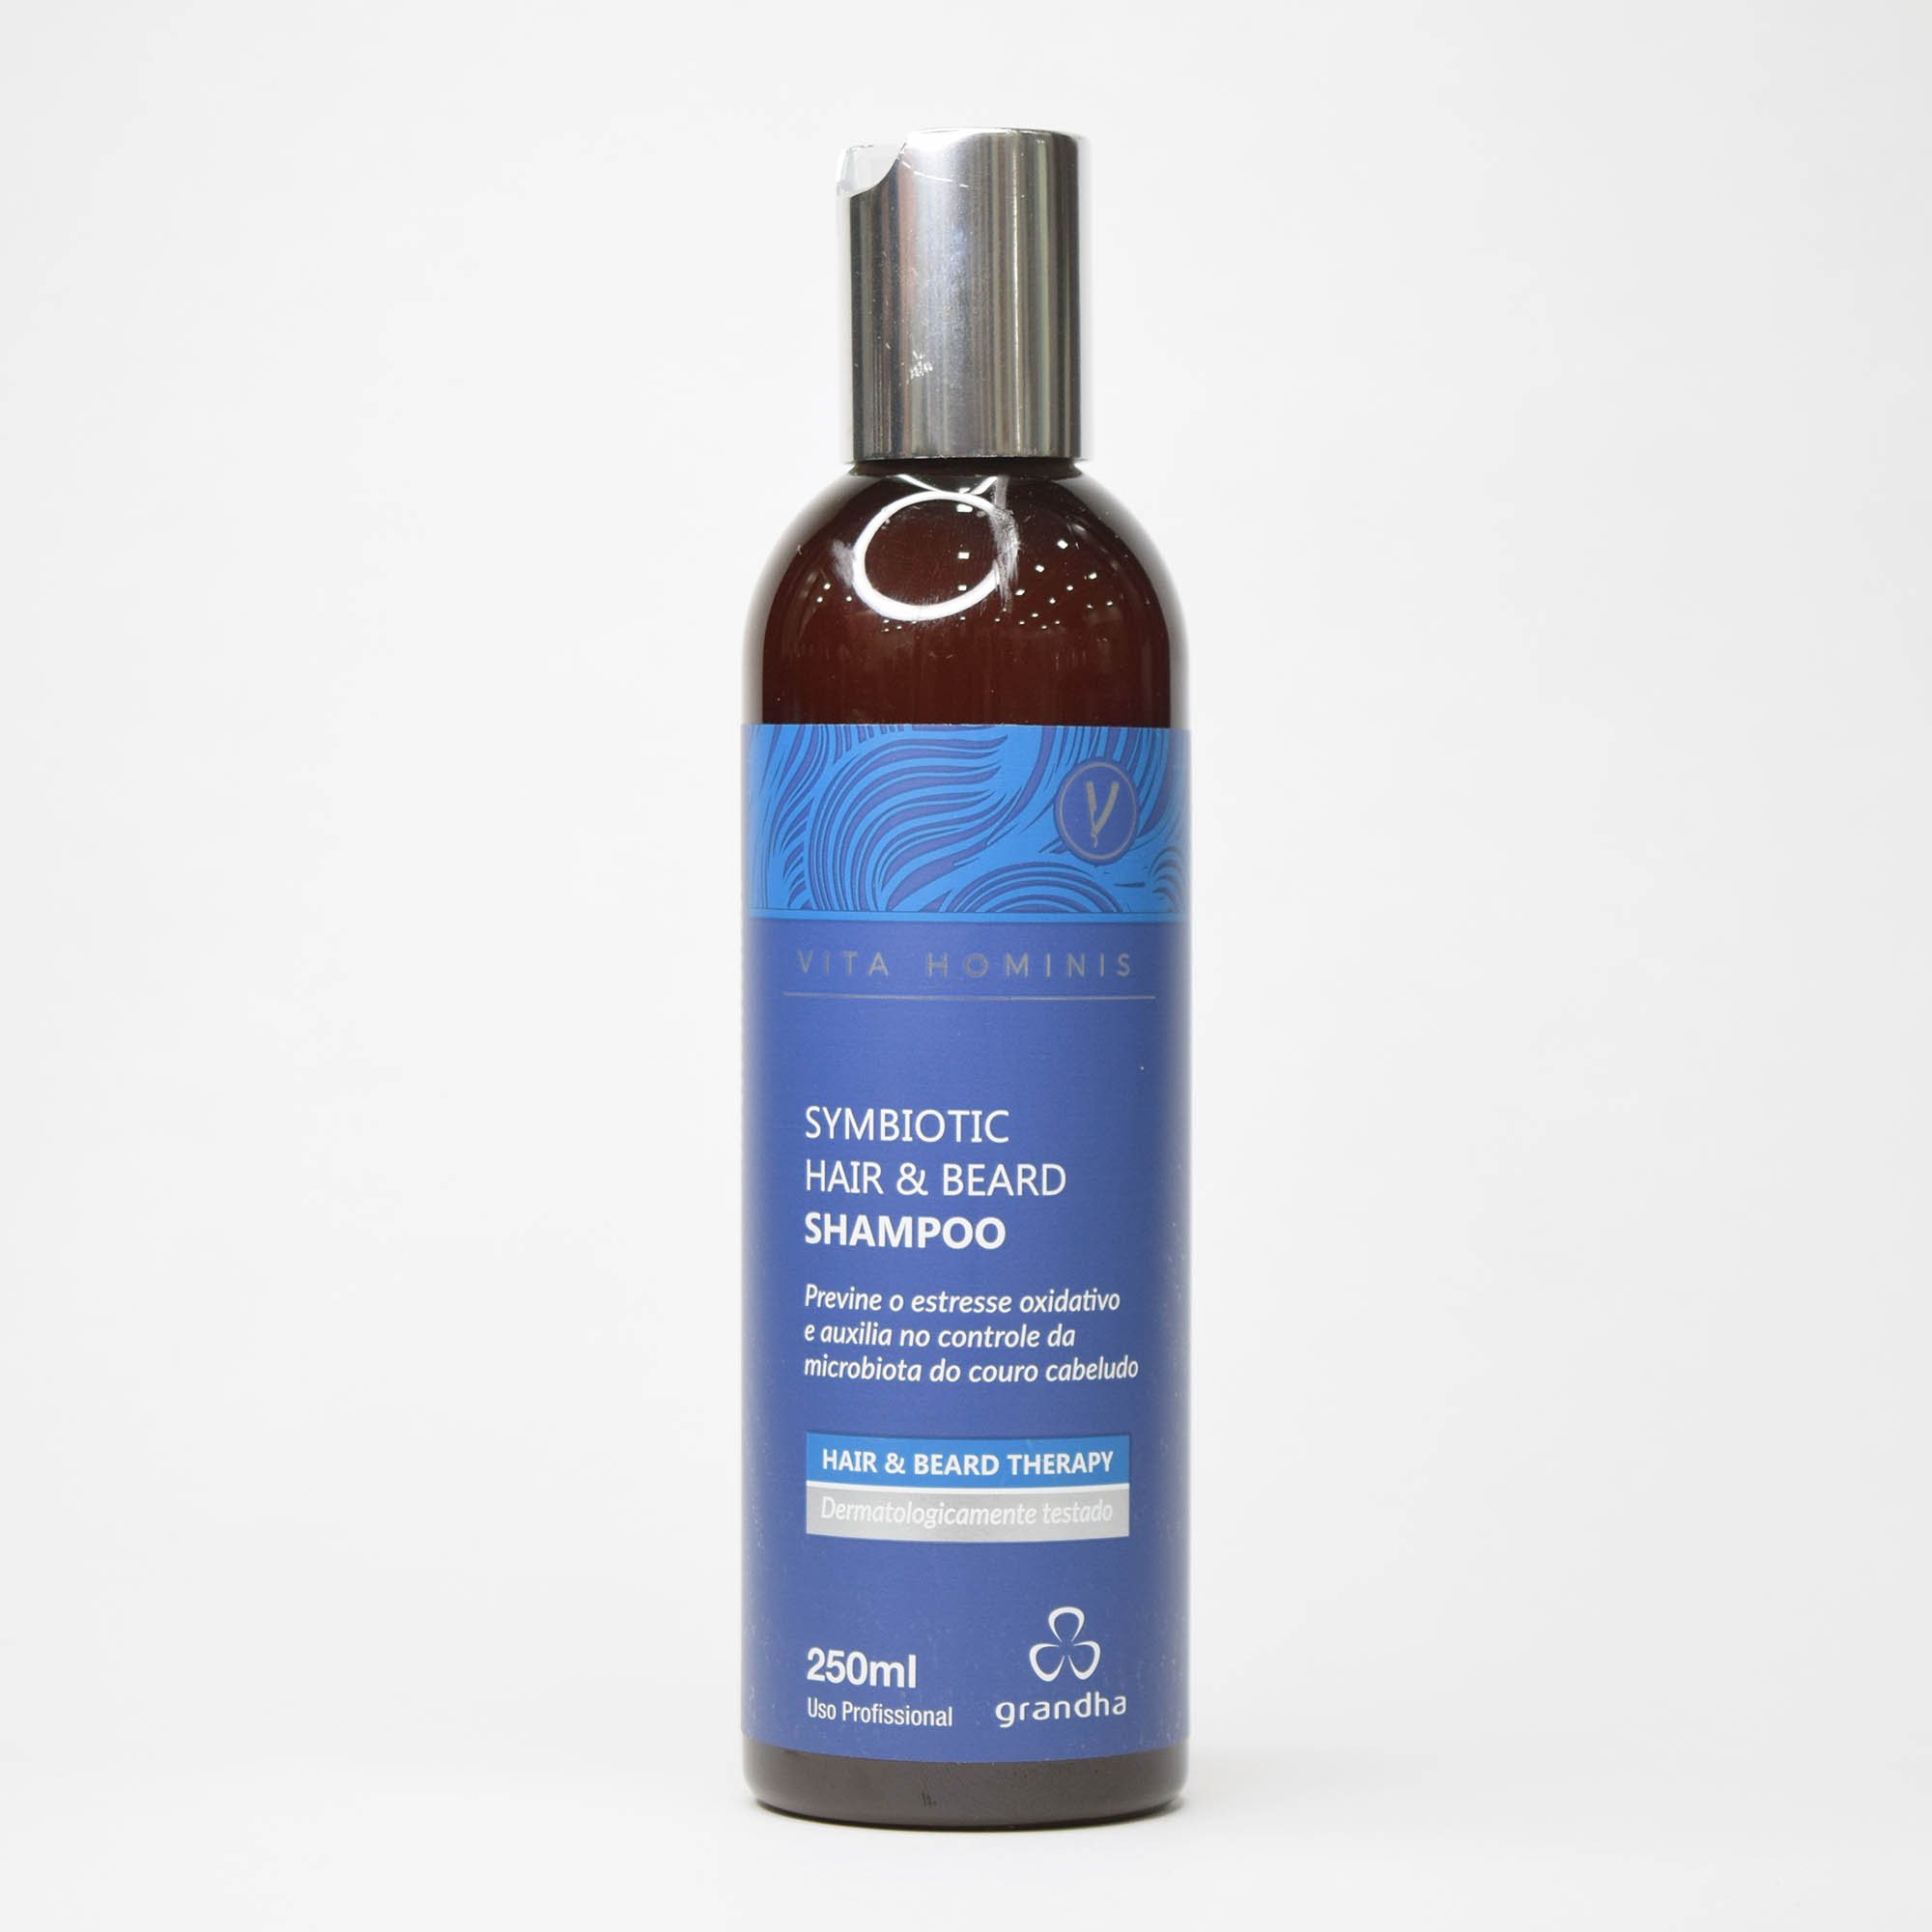 VITA HOMINIS
SYMBIOTIC
HAIR & BEARD
SHAMPOO
Previne o estresse oxidativo
e auxilia no controle da
microbiota do couro cabeludo
HAIR & BEARD THERAPY
Dermatologicamente testado
250ml
Uso Profissional
grandha